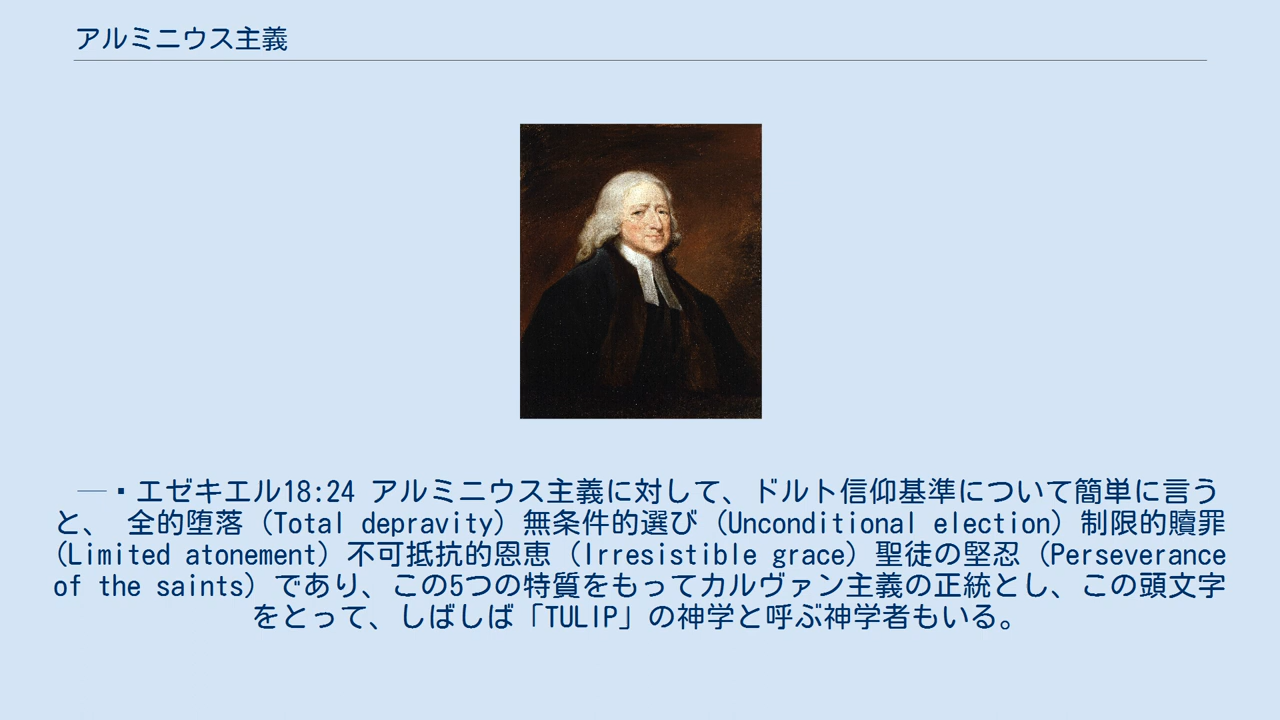 アルミニウス主義
―▪エゼキエル18:24 アルミニウス主義に対して、ドルト信仰基準について簡単に言う
と、 全的堕落（Total depravity）無条件的選び（Unconditional election）制限的贖罪
（Limited atonement）不可抵抗的恩恵（Irresistible grace）聖徒の堅忍（Perseverance
of the saints）であり、この5つの特質をもってカルヴァン主義の正統とし、この頭文字
をとって、しばしば「TULIP」の神学と呼ぶ神学者もいる。